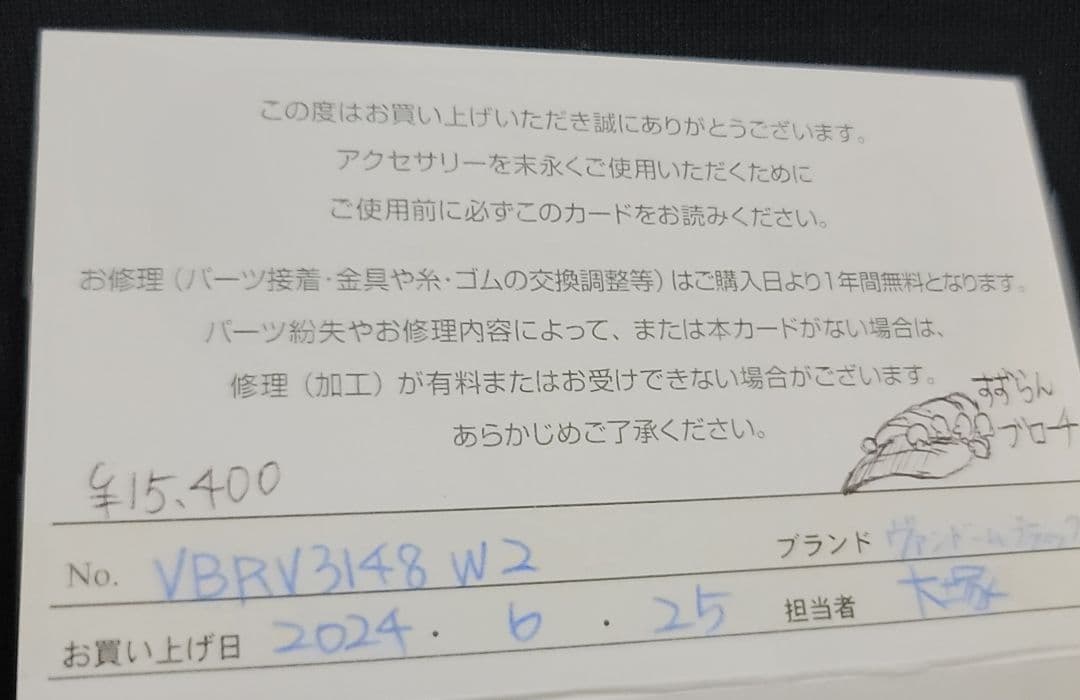 この度はお買い上げいただき誠にありがとうございます。
アクセサリーを末永くご使用いただくために
ご使用前に必ずこのカードをお読みください。
お修理（パーツ接着・金具や糸・ゴムの交換調整等）はご購入日より1年間無料となります。
パーツ紛失やお修理内容によって、または本カードがない場合は、
修理（加工）が有料またはお受けできない場合がございます。
あらかじめご了承ください。
すずらん
ブローチ
¥15,400
No. VBRV3148 W2
ブランド ヴァンドーム
お買い上げ日 2024.6.25
担当者 大塚